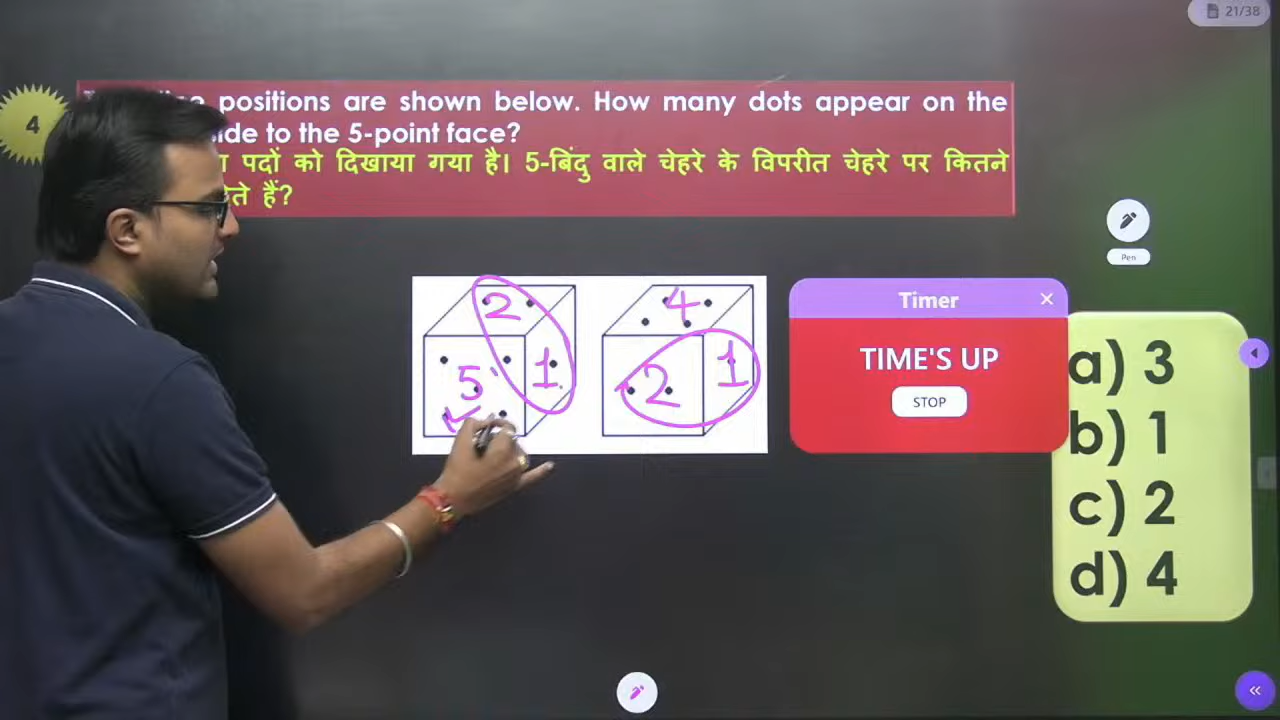 21/38
4
positions are shown below. How many dots appear on the
to the 5-point face?
पदों को दिखाया गया है। 5-बिंदु वाले चेहरे के विपरीत चेहरे पर कितने
हैं?
Pen
2
5
1
4
2
1
Timer
TIME'S UP
STOP
a) 3
b) 1
c) 2
d) 4